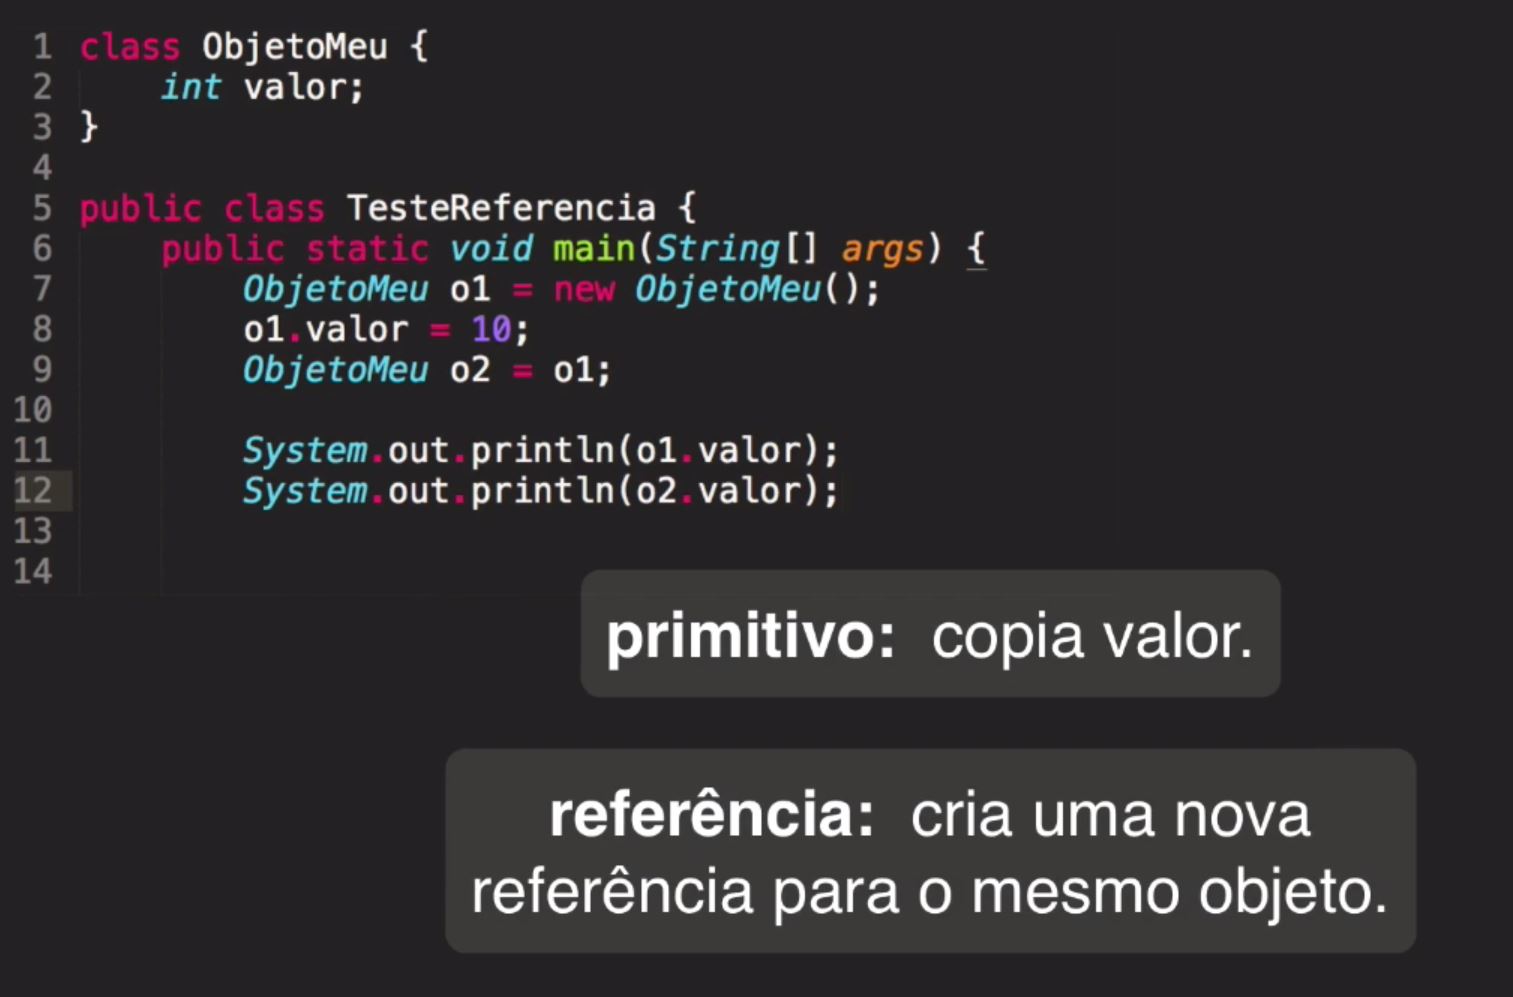 1 class ObjetoMeu {
2     int valor;
3 }
4
5 public class TesteReferencia {
6     public static void main(String[] args) {
7         ObjetoMeu o1 = new ObjetoMeu();
8         o1.valor = 10;
9         ObjetoMeu o2 = o1;
10
11         System.out.println(o1.valor);
12         System.out.println(o2.valor);
13
14
primitivo: copia valor.
referência: cria uma nova
referência para o mesmo objeto.